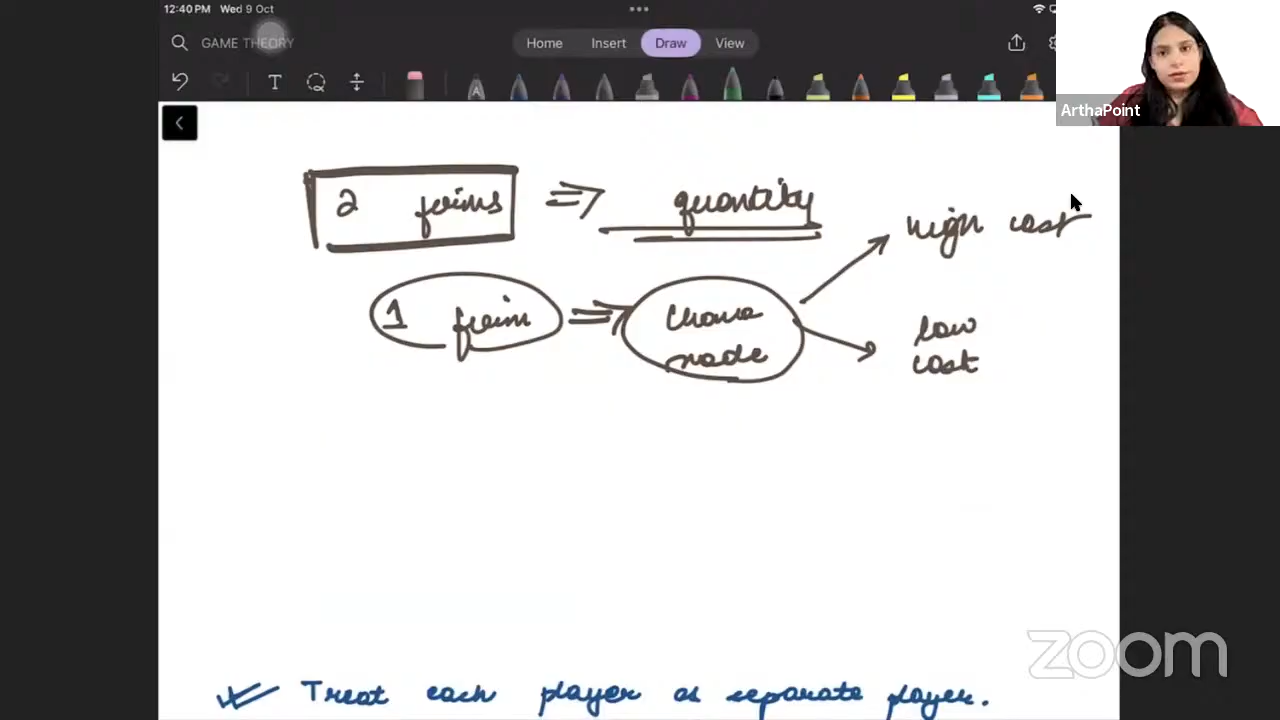 12:40 PM Wed 9 Oct
GAME THEORY
Home Insert Draw View
T
A
ArthaPoint
2 firms ⇒ quantity
high cost
1 firm ⇒ chance
node
low
cost
zoom
Treat each player as separate player.